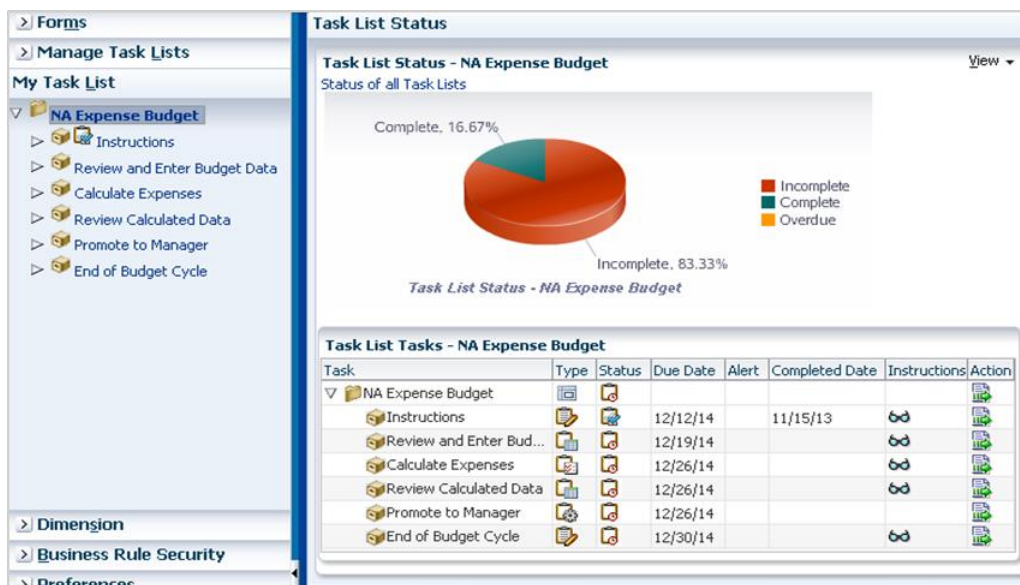 Forms
Manage Task Lists
My Task List
NA Expense Budget
Instructions
Review and Enter Budget Data
Calculate Expenses
Review Calculated Data
Promote to Manager
End of Budget Cycle
Dimension
Business Rule Security
Preferences
Task List Status
Task List Status - NA Expense Budget
View
Status of all Task Lists
Complete, 16.67%
Incomplete
Complete
Overdue
Incomplete, 83.33%
Task List Status - NA Expense Budget
Task List Tasks - NA Expense Budget
Task Type Status Due Date Alert Completed Date Instructions Action
NA Expense Budget
Instructions 12/12/14 11/15/13
Review and Enter Bud... 12/19/14
Calculate Expenses 12/26/14
Review Calculated Data 12/26/14
Promote to Manager 12/26/14
End of Budget Cycle 12/30/14